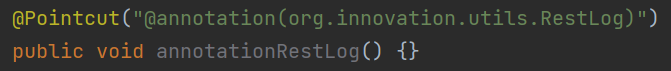 @Pointcut("@annotation(org.innovation.utils.RestLog)")
public void annotationRestLog() {}